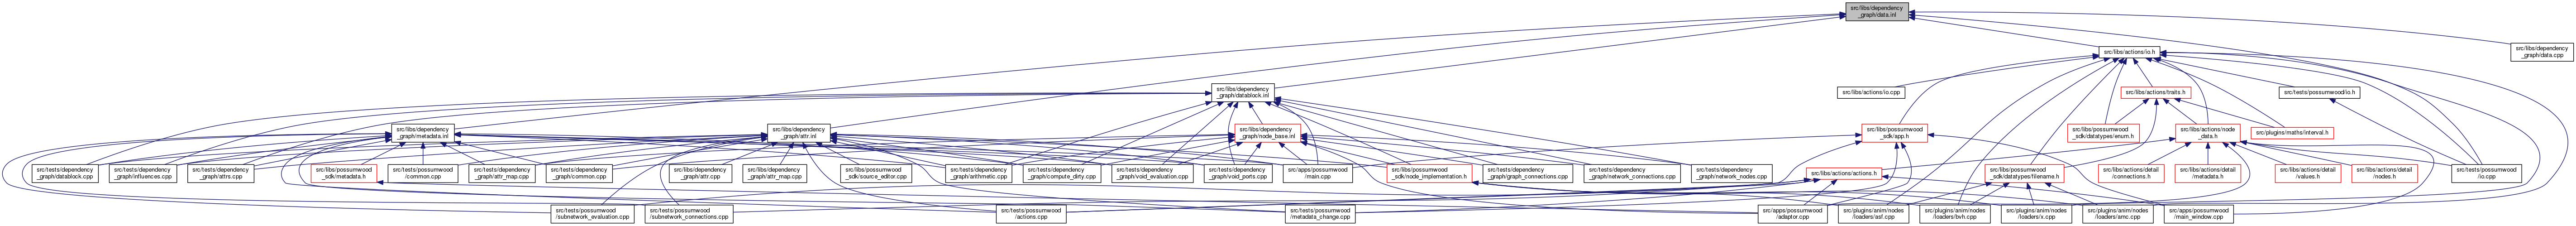 src/libs/dependency
_graph/data.inl
src/libs/actions/io.h
src/libs/dependency
_graph/data.cpp
src/libs/dependency
_graph/datablock.inl
src/libs/actions/io.cpp
src/libs/actions/traits.h
src/tests/possumwood/io.h
src/libs/dependency
_graph/metadata.inl
src/libs/dependency
_graph/attr.inl
src/libs/dependency
_graph/node_base.inl
src/libs/possumwood
_sdk/app.h
src/libs/possumwood
_sdk/datatypes/enum.h
src/libs/actions/node
_data.h
src/plugins/maths/interval.h
src/tests/dependency
_graph/datablock.cpp
src/tests/dependency
_graph/influences.cpp
src/tests/dependency
_graph/attrs.cpp
src/libs/possumwood
_sdk/metadata.h
src/tests/possumwood
/common.cpp
src/tests/dependency
_graph/attr_map.cpp
src/tests/dependency
_graph/common.cpp
src/libs/dependency
_graph/attr.cpp
src/libs/dependency
_graph/attr_map.cpp
src/libs/possumwood
_sdk/source_editor.cpp
src/tests/dependency
_graph/arithmetic.cpp
src/tests/dependency
_graph/compute_dirty.cpp
src/tests/dependency
_graph/void_evaluation.cpp
src/tests/dependency
_graph/void_ports.cpp
src/apps/possumwood
/main.cpp
src/libs/possumwood
_sdk/node_implementation.h
src/tests/dependency
_graph/graph_connections.cpp
src/tests/dependency
_graph/network_connections.cpp
src/tests/dependency
_graph/network_nodes.cpp
src/libs/actions/actions.h
src/libs/possumwood
_sdk/datatypes/filename.h
src/libs/actions/detail
/connections.h
src/libs/actions/detail
/metadata.h
src/libs/actions/detail
/values.h
src/libs/actions/detail
/nodes.h
src/tests/possumwood
/io.cpp
src/tests/possumwood
/subnetwork_evaluation.cpp
src/tests/possumwood
/subnetwork_connections.cpp
src/tests/possumwood
/actions.cpp
src/tests/possumwood
/metadata_change.cpp
src/apps/possumwood
/adaptor.cpp
src/plugins/anim/nodes
/loaders/asf.cpp
src/plugins/anim/nodes
/loaders/bvh.cpp
src/plugins/anim/nodes
/loaders/x.cpp
src/plugins/anim/nodes
/loaders/amc.cpp
src/apps/possumwood
/main_window.cpp